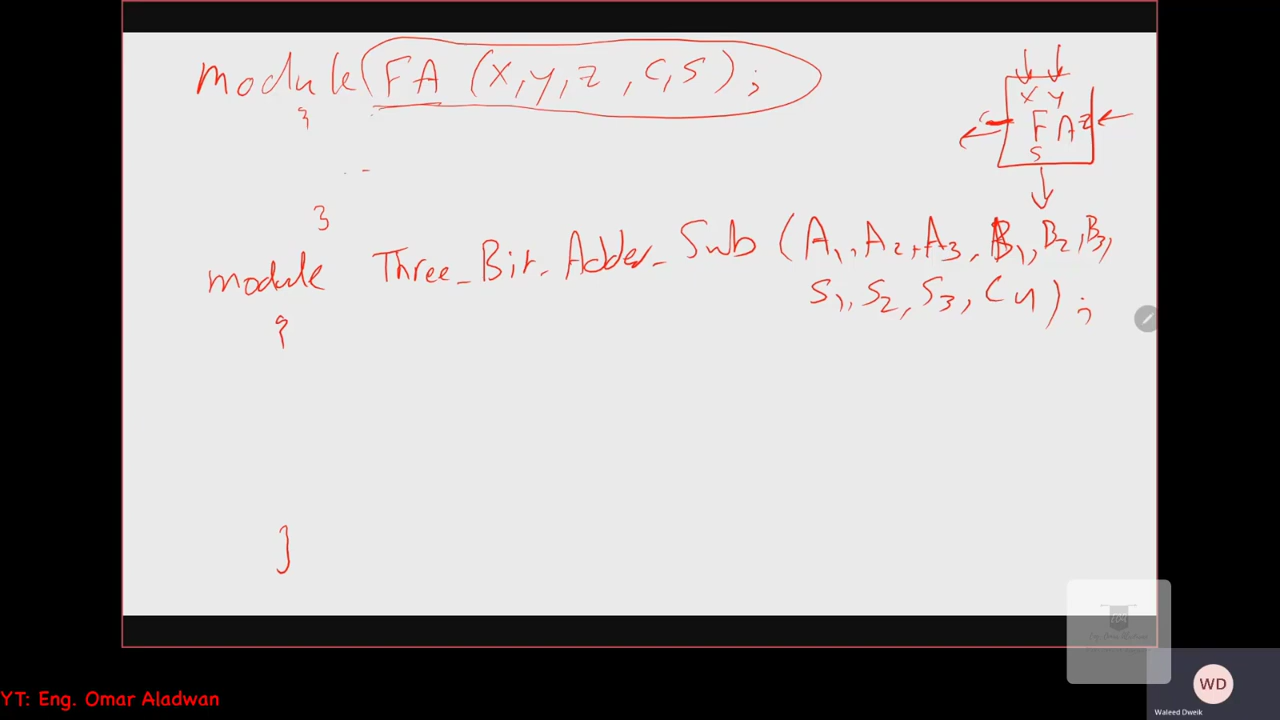 module FA (X,Y,Z,C,S);
{
X Y
FA Z
S
}
module Three_Bit_Adder_Sub (A1,A2,A3,B1,B2,B3,
S1,S2,S3,C4);
{
}
WD
Waleed Dweik
YT: Eng. Omar Aladwan